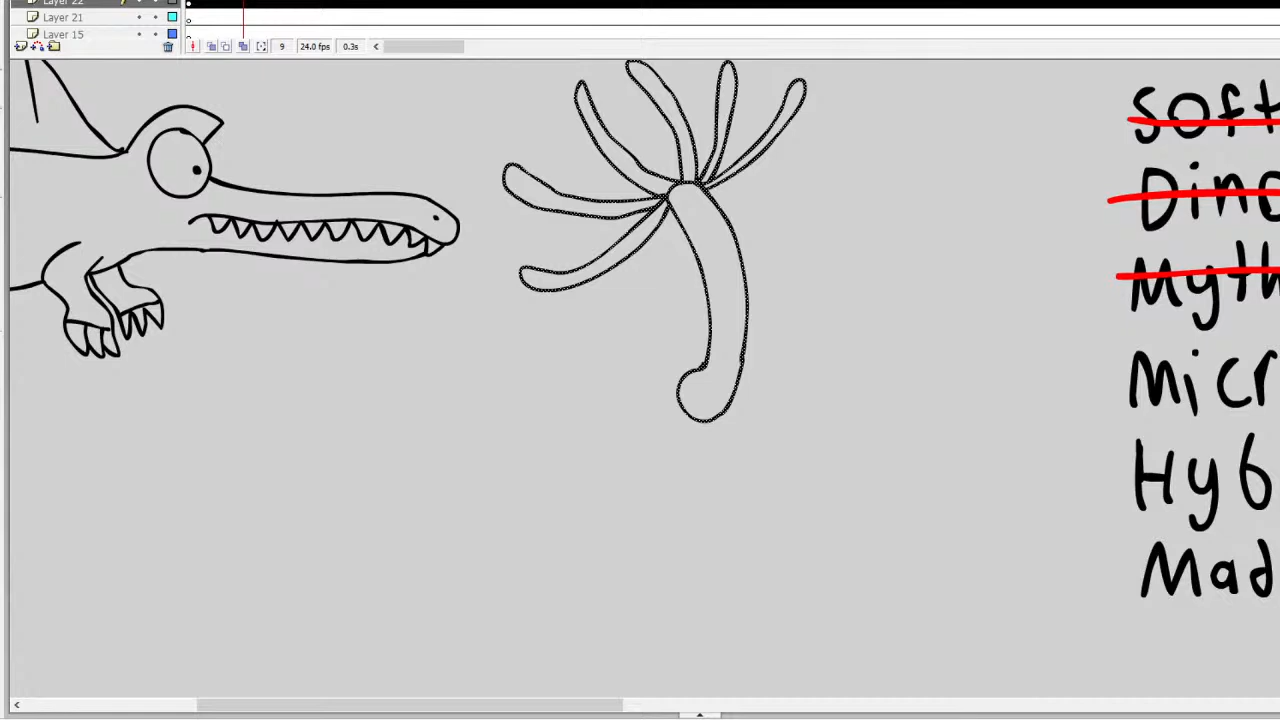 Layer 22
Layer 21
Layer 15
9 24.0 fps 0.3s
Soft
Dino
Myth
Micr
Hyb
Mad